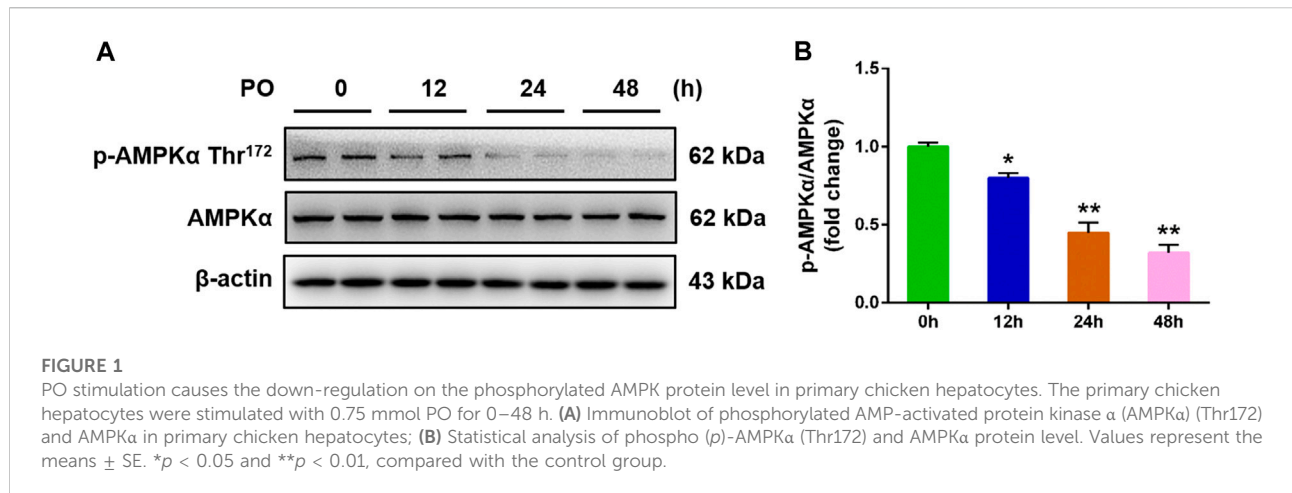 A
PO 0 12 24 48 (h)
p-AMPKα Thr172 62 kDa
AMPKα 62 kDa
β-actin 43 kDa
B
p-AMPKα/AMPKα
(fold change)
1.5
1.0
0.5
0.0
*
**
**
0h 12h 24h 48h
FIGURE 1
PO stimulation causes the down-regulation on the phosphorylated AMPK protein level in primary chicken hepatocytes. The primary chicken
hepatocytes were stimulated with 0.75 mmol PO for 0–48 h. (A) Immunoblot of phosphorylated AMP-activated protein kinase α (AMPKα) (Thr172)
and AMPKα in primary chicken hepatocytes; (B) Statistical analysis of phospho (p)-AMPKα (Thr172) and AMPKα protein level. Values represent the
means ± SE. *p < 0.05 and **p < 0.01, compared with the control group.